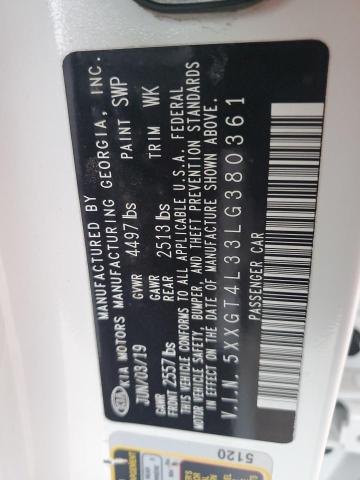 MANUFACTURED BY
KIA KIA MOTORS MANUFACTURING GEORGIA, INC.
JUN/03/19 GVWR 4497 lbs PAINT SWP
GAWR FRONT 2557 lbs GAWR REAR 2513 lbs TRIM WK
THIS VEHICLE CONFORMS TO ALL APPLICABLE U.S.A. FEDERAL
MOTOR VEHICLE SAFETY, BUMPER, AND THEFT PREVENTION STANDARDS
IN EFFECT ON THE DATE OF MANUFACTURE SHOWN ABOVE.
V.I.N. 5XXGT4L33LG380361
PASSENGER CAR
5120